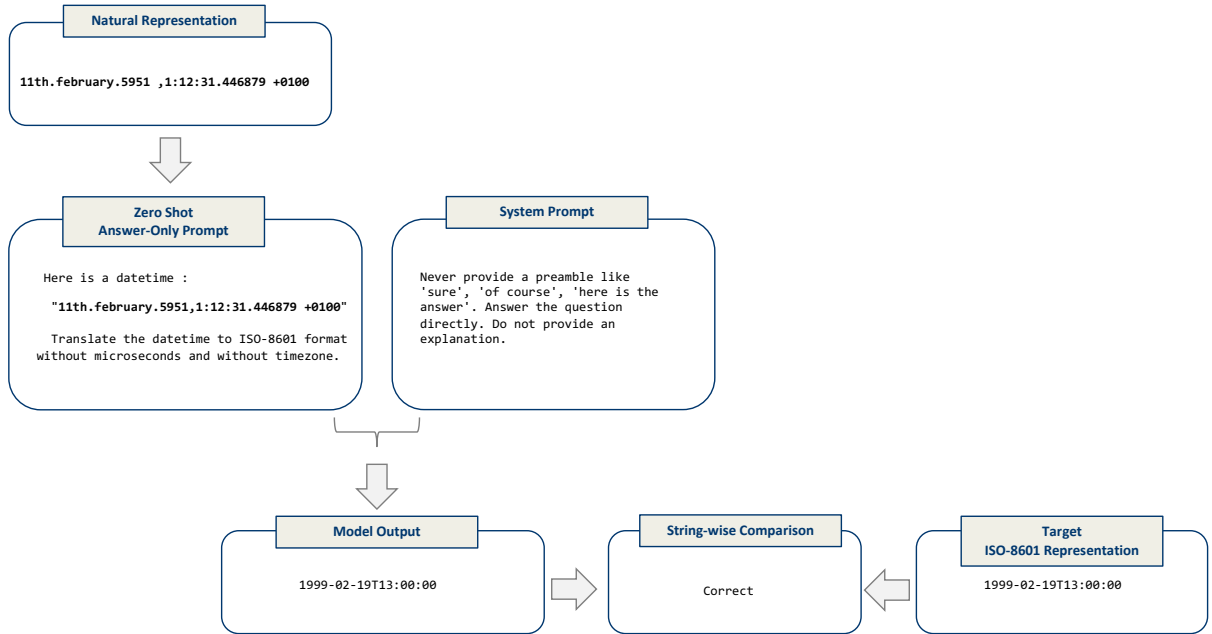 Natural Representation
11th.february.5951 ,1:12:31.446879 +0100
Zero Shot
Answer-Only Prompt
Here is a datetime :
"11th.february.5951,1:12:31.446879 +0100"
Translate the datetime to ISO-8601 format
without microseconds and without timezone.
System Prompt
Never provide a preamble like
'sure', 'of course', 'here is the
answer'. Answer the question
directly. Do not provide an
explanation.
Model Output
1999-02-19T13:00:00
String-wise Comparison
Correct
Target
ISO-8601 Representation
1999-02-19T13:00:00